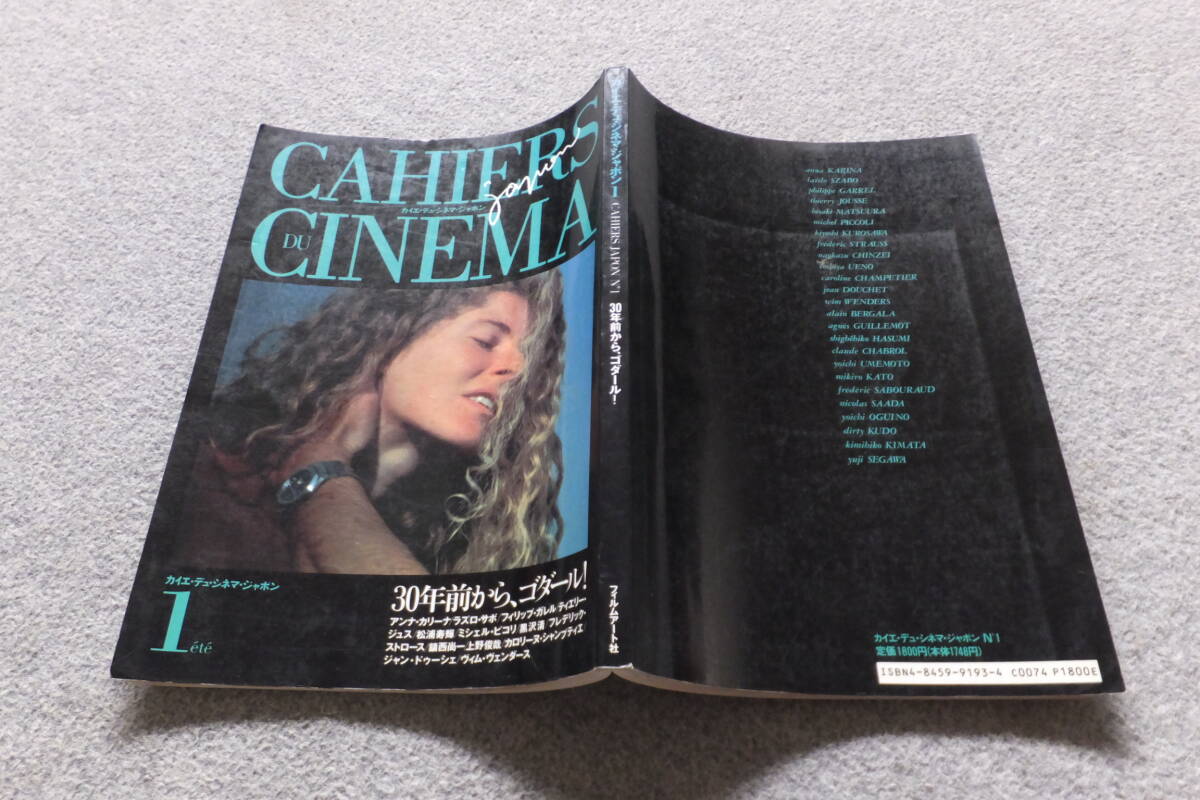 CAHIERS
japon
カイエ・デュ・シネマ・ジャポン
DU CINEMA
カイエ・デュ・シネマ・ジャポン
1
été
30年前から、ゴダール!
アンナ・カリーナ/ラズロ・サボ/フィリップ・ガレル/ティエリー・
ジュス/松浦寿輝/ミシェル・ピコリ/黒沢清/フレデリック・
ストロース/鎮西尚一/上野俊哉/カロリーヌ・シャンプティエ/
ジャン・ドゥーシェ/ヴィム・ヴェンダース
カイエ・デュ・シネマ・ジャポン 1 CAHIERS JAPON N°1 30年前から、ゴダール!
フィルムアート社
anna KARINA
laszlo SZABO
philippe GARREL
thierry JOUSSE
hisaki MATSUURA
michel PICCOLI
kiyoshi KUROSAWA
frederic STRAUSS
naokazu CHINZEI
toshiya UENO
caroline CHAMPETIER
jean DOUCHET
wim WENDERS
alain BERGALA
agnes GUILLEMOT
shigéhiko HASUMI
claude CHABROL
yoichi UMEMOTO
mikiro KATO
frederic SABOURAUD
nicolas SAADA
yoichi OGUINO
dirty KUDO
kimihiko KIMATA
yuji SEGAWA
カイエ・デュ・シネマ・ジャポン N°1
定価1800円(本体1748円)
ISBN4-8459-9193-4 C0074 P1800E